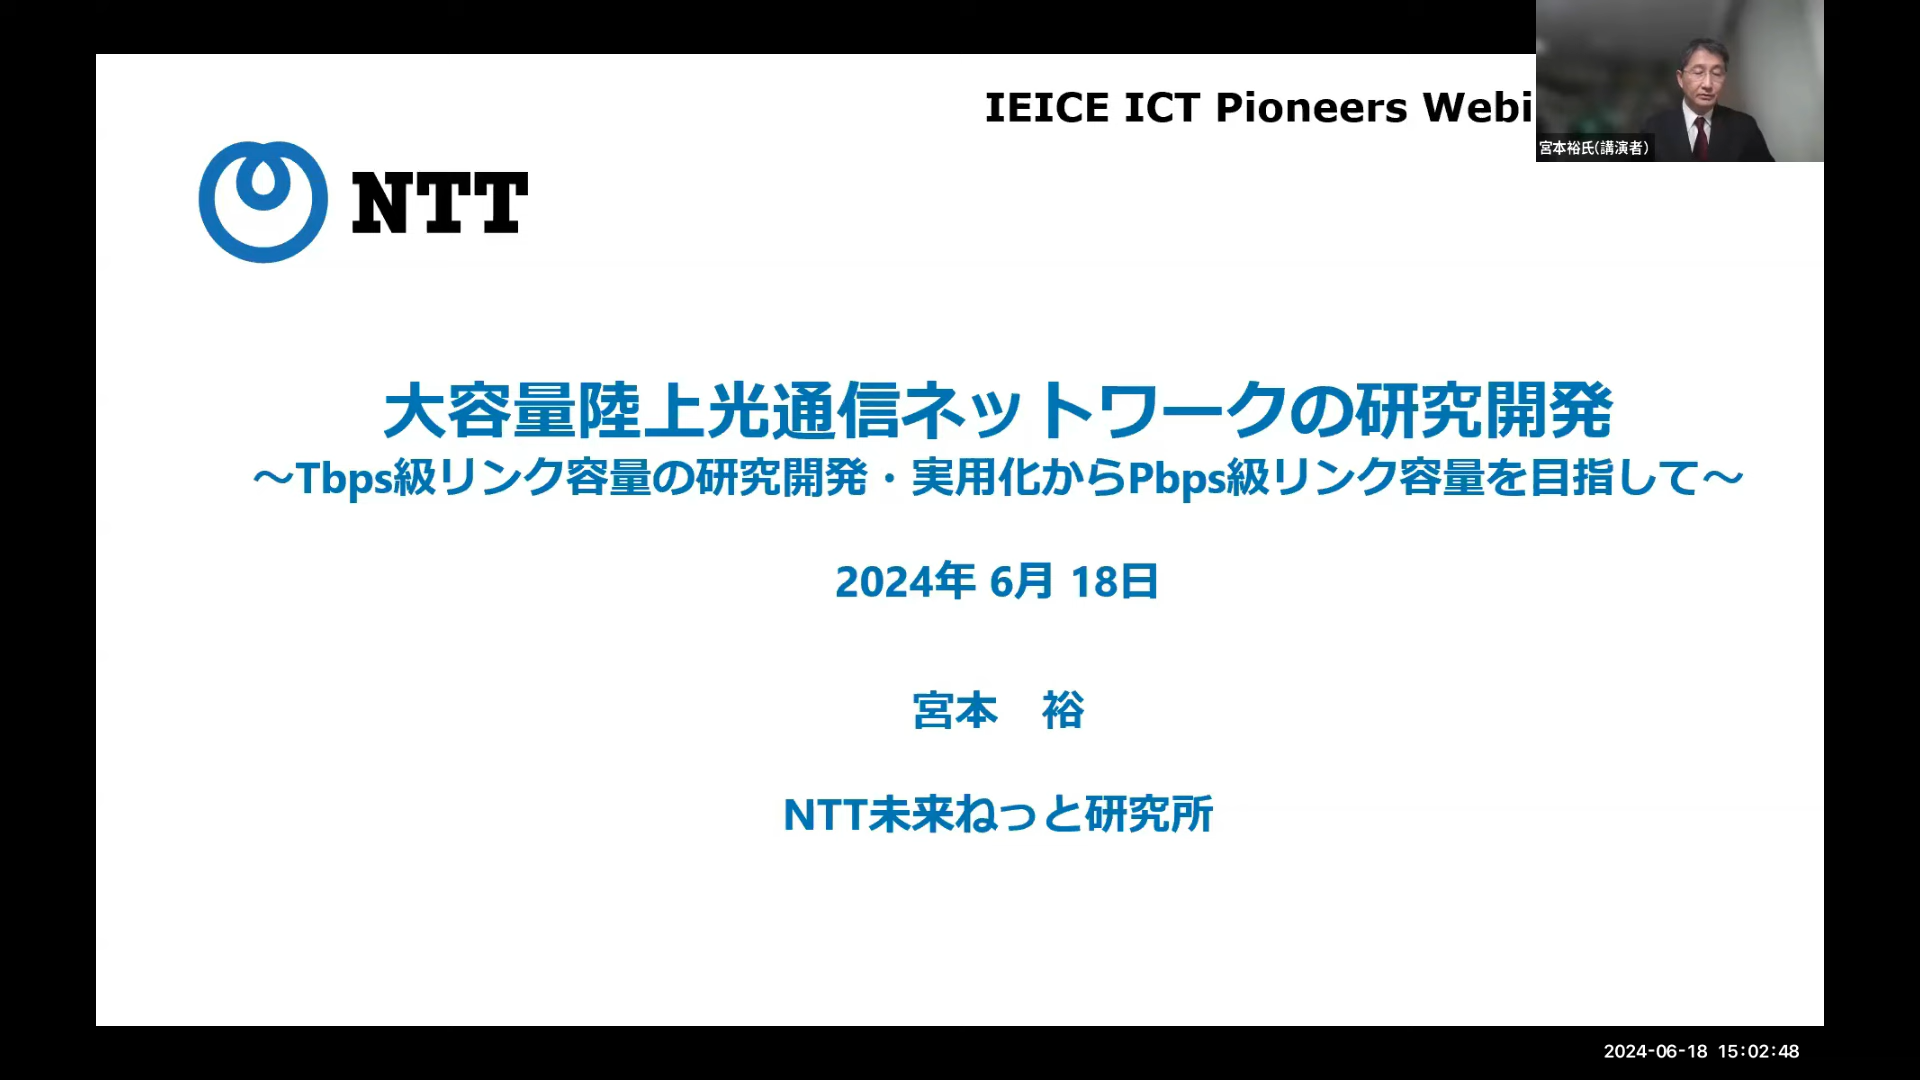 IEICE ICT Pioneers Webi
宮本裕氏(講演者)
NTT
大容量陸上光通信ネットワークの研究開発
～Tbps級リンク容量の研究開発・実用化からPbps級リンク容量を目指して～
2024年 6月 18日
宮本　裕
NTT未来ねっと研究所
2024-06-18 15:02:48